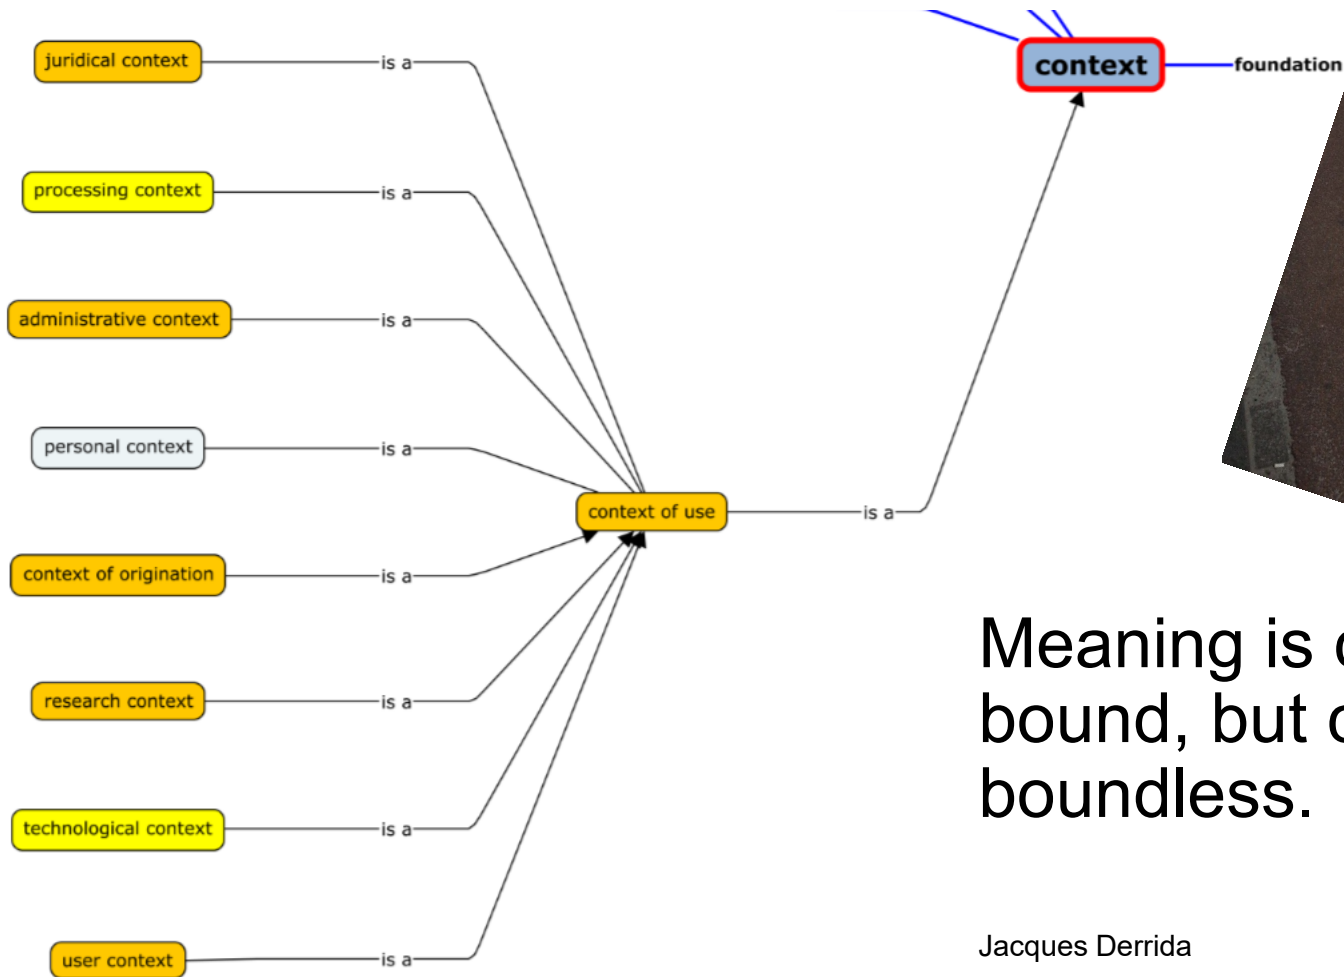 juridical context
is a
processing context
is a
administrative context
is a
personal context
is a
context of origination
is a
research context
is a
technological context
is a
user context
is a
context of use
is a
context
foundation
Meaning is
bound, but
boundless.
Jacques Derrida